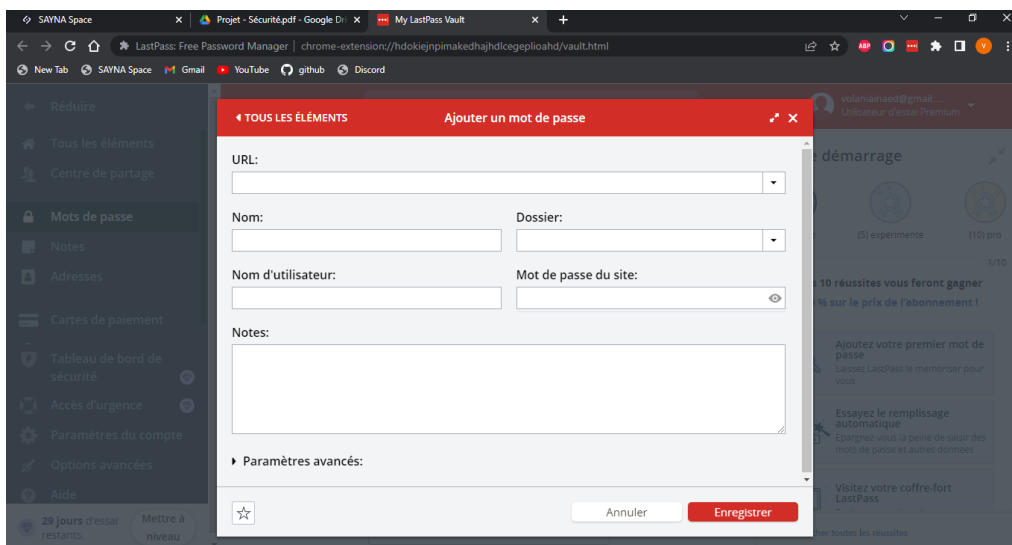 SAYNA Space
Projet - Sécurité.pdf - Google Dri
My LastPass Vault
LastPass: Free Password Manager | chrome-extension://hdokiejnpimakedhajhdlcegeplioahd/vault.html
ABP
V
New Tab
SAYNA Space
Gmail
YouTube
github
Discord
Réduire
Tous les éléments
Centre de partage
Mots de passe
Notes
Adresses
Cartes de paiement
Tableau de bord de
sécurité
Accès d'urgence
Paramètres du compte
Options avancées
Aide
29 jours d'essai
restants.
Mettre à
niveau
TOUS LES ÉLÉMENTS
Ajouter un mot de passe
URL:
Nom:
Dossier:
Nom d'utilisateur:
Mot de passe du site:
Notes:
Paramètres avancés:
Annuler
Enregistrer
volamainaed@gmail....
Utilisateur d'essai Premium
démarrage
(5) expérimenté
(10) pro
1/10
10 réussites vous feront gagner
% sur le prix de l'abonnement !
Ajoutez votre premier mot de
passe
Laissez LastPass le mémoriser pour
vous
Essayez le remplissage
automatique
Épargnez-vous la peine de saisir des
mots de passe et autres données
Visitez votre coffre-fort
LastPass
toutes les réussites